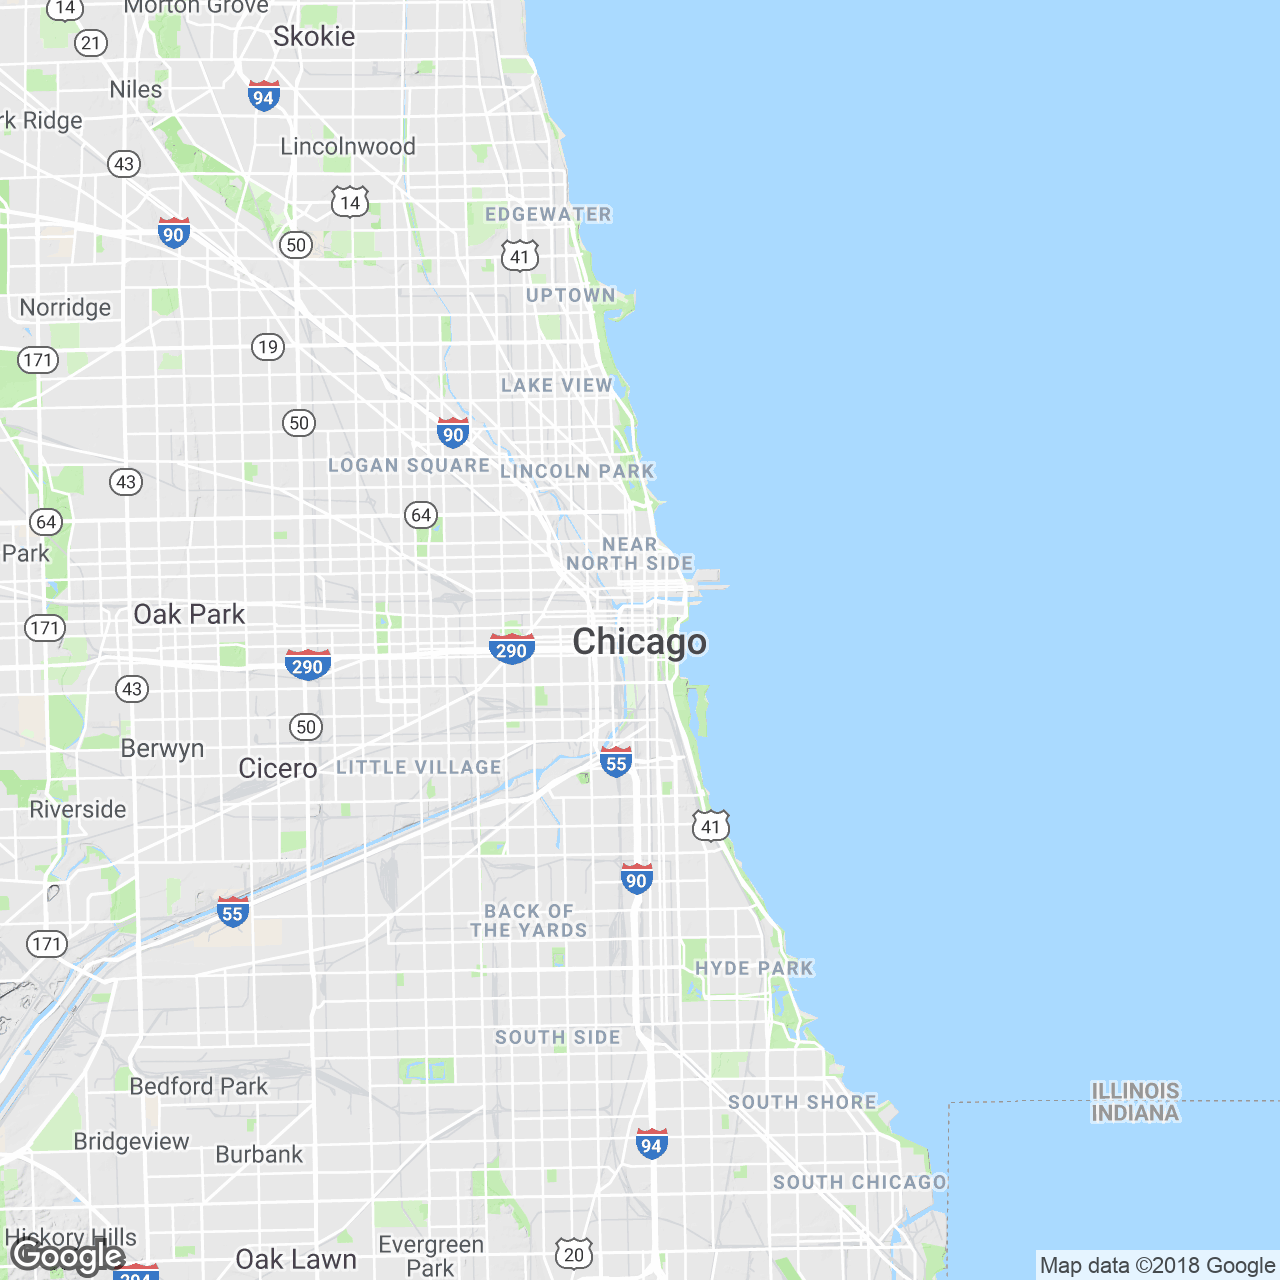 Morton Grove
14
Skokie
21
Niles
94
rk Ridge
Lincolnwood
43
14
EDGEWATER
90
50
41
UPTOWN
Norridge
19
171
LAKE VIEW
50
90
LOGAN SQUARE
LINCOLN PARK
43
64
64
NEAR
NORTH SIDE
Park
Oak Park
171
Chicago
290
290
43
50
Berwyn
Cicero
LITTLE VILLAGE
55
Riverside
41
90
55
BACK OF
THE YARDS
171
HYDE PARK
SOUTH SIDE
Bedford Park
SOUTH SHORE
ILLINOIS
INDIANA
Bridgeview
Burbank
94
SOUTH CHICAGO
Hickory Hills
Google
Oak Lawn
Evergreen
Park
20
294
Map data ©2018 Google